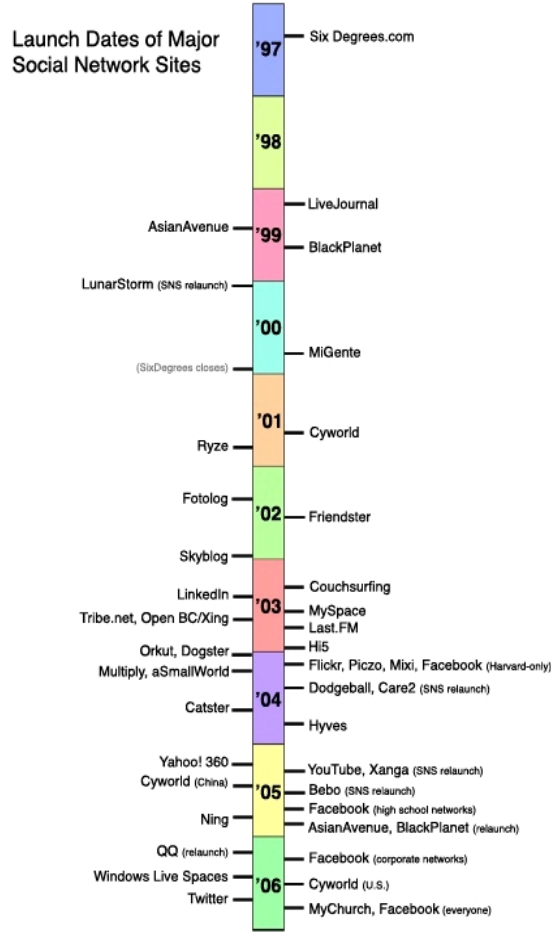 Launch Dates of Major
Social Network Sites
'97
Six Degrees.com
'98
LiveJournal
AsianAvenue
'99
BlackPlanet
LunarStorm (SNS relaunch)
'00
MiGente
(SixDegrees closes)
'01
Cyworld
Ryze
Fotolog
'02
Friendster
Skyblog
Couchsurfing
LinkedIn
'03
MySpace
Tribe.net, Open BC/Xing
Last.FM
Hi5
Orkut, Dogster
Flickr, Piczo, Mixi, Facebook (Harvard-only)
Multiply, aSmallWorld
Dodgeball, Care2 (SNS relaunch)
'04
Catster
Hyves
Yahoo! 360
YouTube, Xanga (SNS relaunch)
Cyworld (China)
'05
Bebo (SNS relaunch)
Facebook (high school networks)
Ning
AsianAvenue, BlackPlanet (relaunch)
QQ (relaunch)
Facebook (corporate networks)
Windows Live Spaces
'06
Cyworld (U.S.)
Twitter
MyChurch, Facebook (everyone)